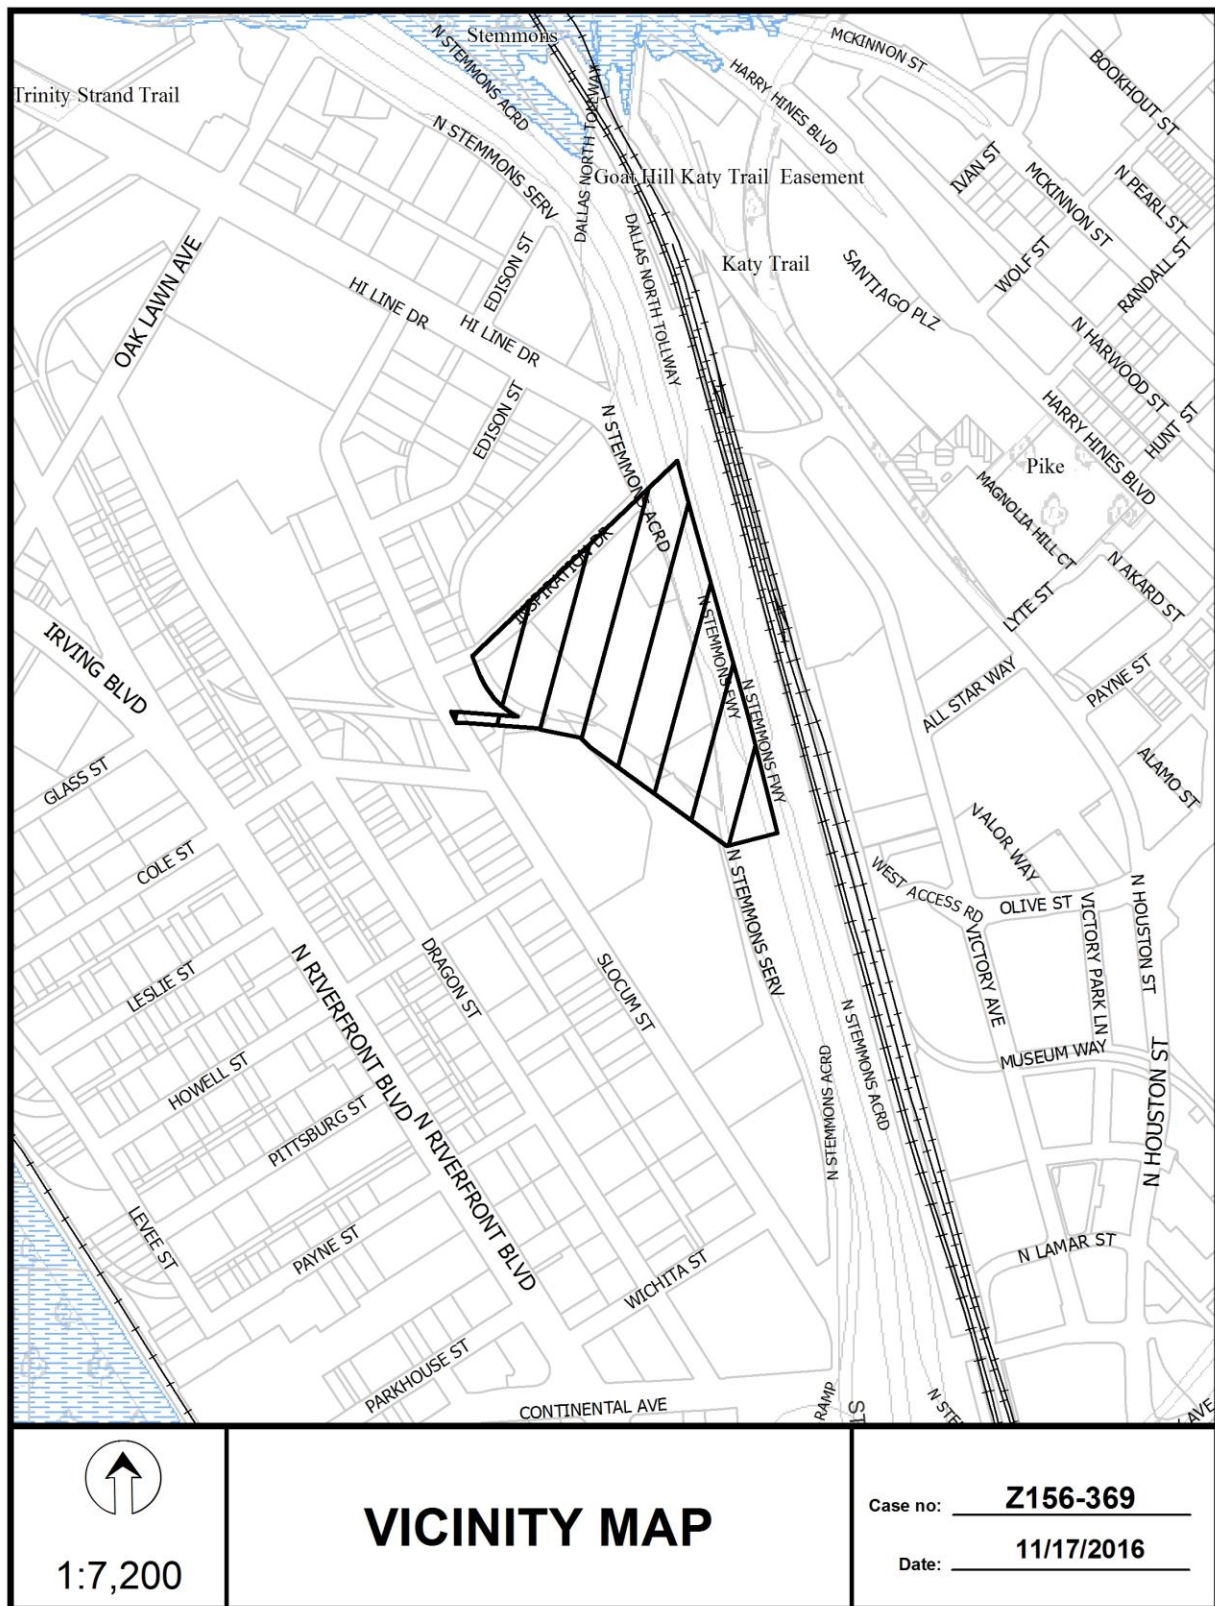 Stemmons
MCKINNON ST
N STEMMONS ACRD
BOOKHOUT ST
Trinity Strand Trail
HARRY HINES BLVD
DALLAS NORTH TOLLWAY
N STEMMONS SERV
IVAN ST
Goat Hill Katy Trail Easement
N PEARL ST
MCKINNON ST
DALLAS NORTH TOLLWAY
EDISON ST
OAK LAWN AVE
Katy Trail
WOLF ST
RANDALL ST
SANTIAGO PLZ
HI LINE DR
HI LINE DR
N HARWOOD ST
EDISON ST
HARRY HINES BLVD
HUNT ST
N STEMMONS ACRD
Pike
MAGNOLIA HILL CT
INSPIRATION DR
N AKARD ST
LYTE ST
IRVING BLVD
N STEMMONS FWY
PAYNE ST
ALL STAR WAY
N STEMMONS FWY
GLASS ST
ALAMO ST
VALOR WAY
COLE ST
N STEMMONS SERV
WEST ACCESS RD
OLIVE ST
VICTORY PARK LN
N HOUSTON ST
VICTORY AVE
LESLIE ST
N RIVERFRONT BLVD
DRAGON ST
SLOCUM ST
N STEMMONS ACRD
N STEMMONS ACRD
MUSEUM WAY
N HOUSTON ST
HOWELL ST
PITTSBURG ST
N RIVERFRONT BLVD
LEVEE ST
PAYNE ST
WICHITA ST
N LAMAR ST
PARKHOUSE ST
CONTINENTAL AVE
RAMP
ST
N STE
AVE
1:7,200
VICINITY MAP
Case no: Z156-369
Date: 11/17/2016